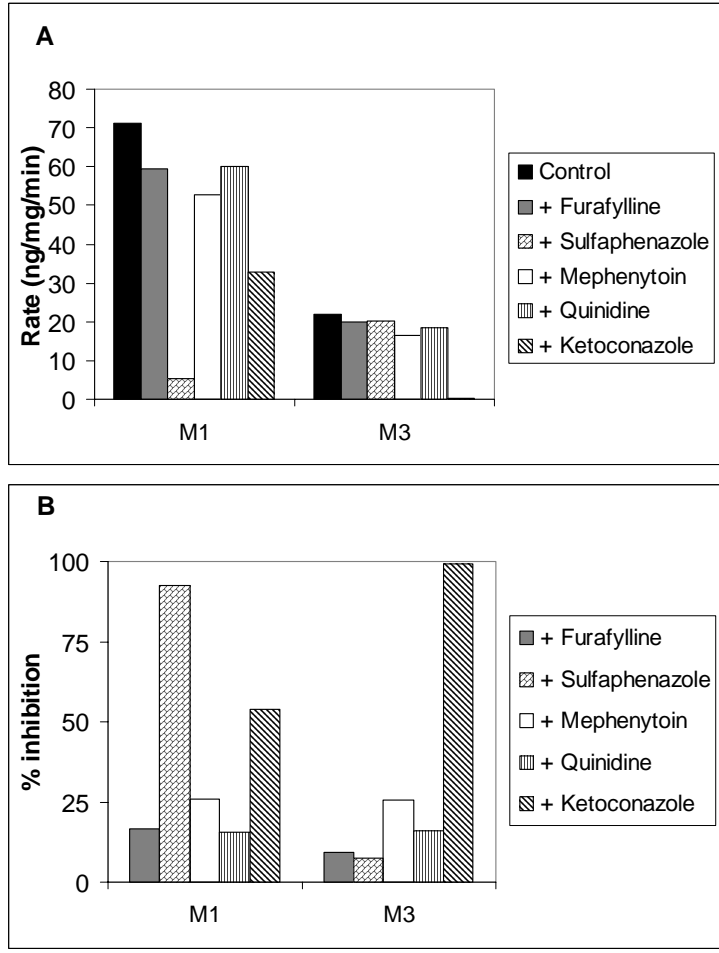 A
Rate (ng/mg/min)
80
70
60
50
40
30
20
10
0
M1 M3
Control
+ Furafylline
+ Sulfaphenazole
+ Mephenytoin
+ Quinidine
+ Ketoconazole
B
% inhibition
100
75
50
25
0
M1 M3
+ Furafylline
+ Sulfaphenazole
+ Mephenytoin
+ Quinidine
+ Ketoconazole